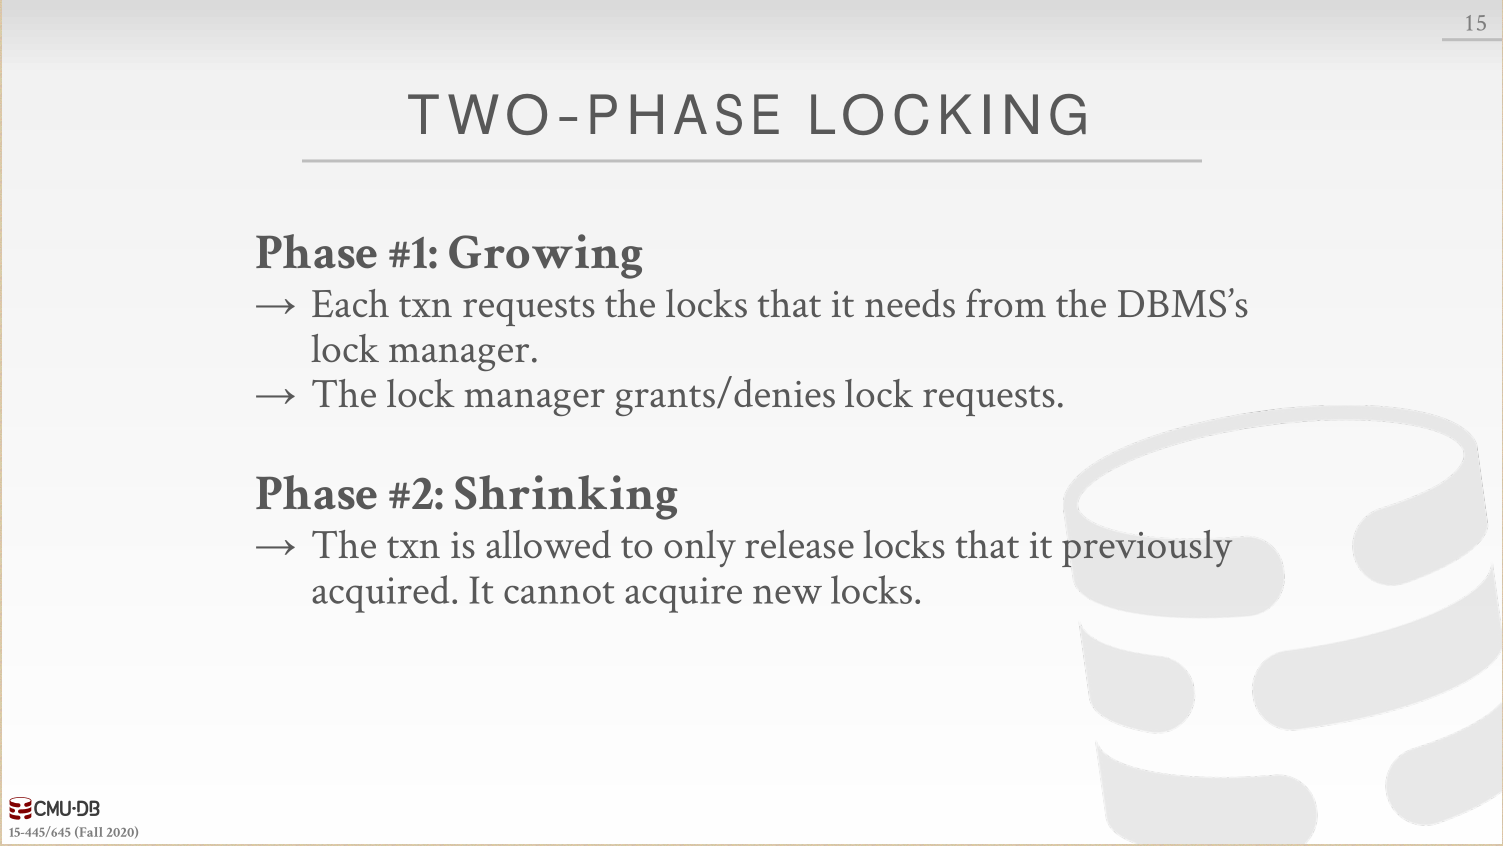 15
TWO-PHASE LOCKING
Phase #1: Growing
→ Each txn requests the locks that it needs from the DBMS’s
lock manager.
→ The lock manager grants/denies lock requests.
Phase #2: Shrinking
→ The txn is allowed to only release locks that it previously
acquired. It cannot acquire new locks.
CMU·DB
15-445/645 (Fall 2020)